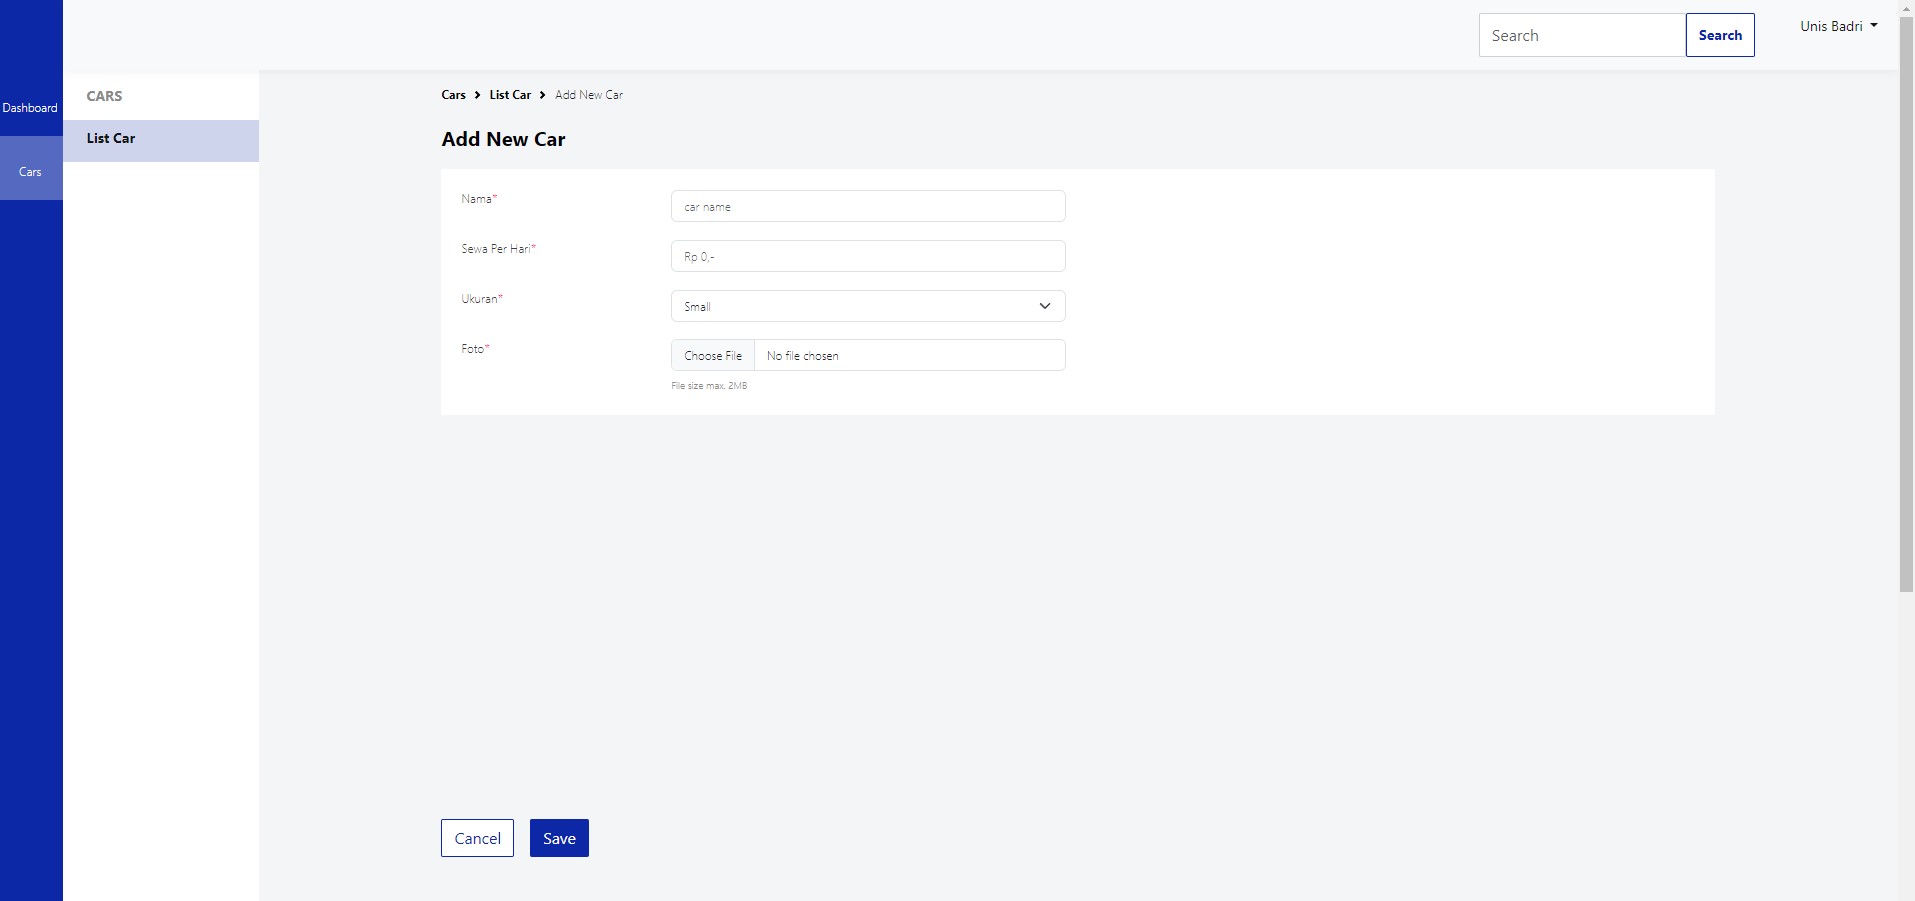 Search
Search
Unis Badri
Dashboard
Cars
CARS
List Car
Cars > List Car > Add New Car
Add New Car
Nama*
car name
Sewa Per Hari*
Rp 0,-
Ukuran*
Small
Foto*
Choose File
No file chosen
File size max. 2MB
Cancel
Save